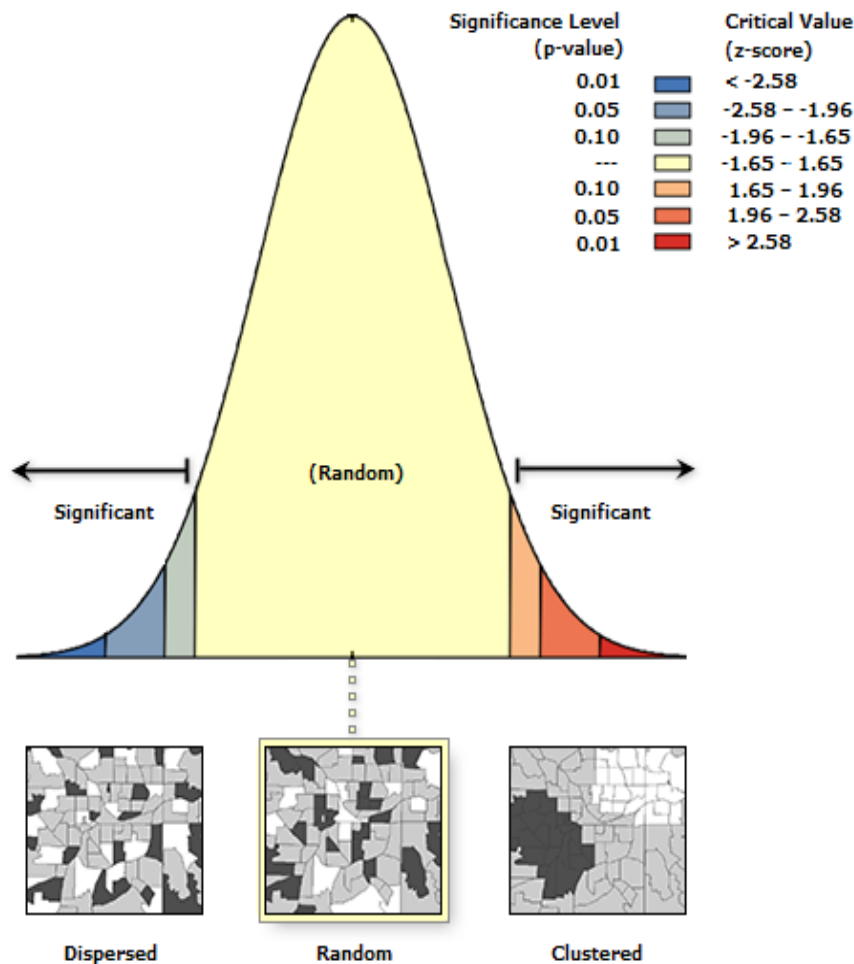 Significance Level Critical Value
(p-value) (z-score)
0.01 < -2.58
0.05 -2.58 – -1.96
0.10 -1.96 – -1.65
--- -1.65 – 1.65
0.10 1.65 – 1.96
0.05 1.96 – 2.58
0.01 > 2.58
(Random)
Significant Significant
Dispersed Random Clustered